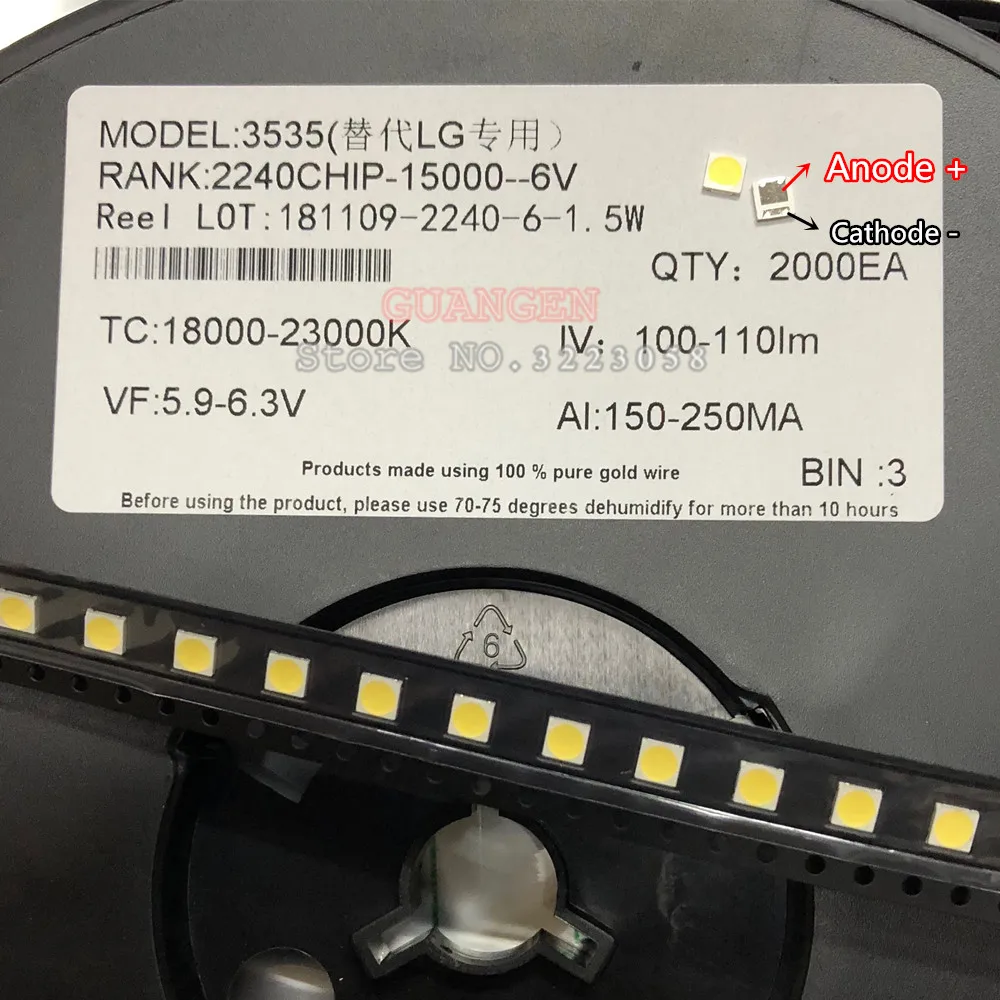 MODEL:3535(替代LG专用）
RANK:2240CHIP-15000--6V
Reel LOT:181109-2240-6-1.5W
Anode +
Cathode -
QTY: 2000EA
GUANGEN
Store NO.3223058
TC:18000-23000K
IV: 100-110lm
VF:5.9-6.3V
AI:150-250MA
BIN :3
Products made using 100 % pure gold wire
Before using the product, please use 70-75 degrees dehumidify for more than 10 hours
6